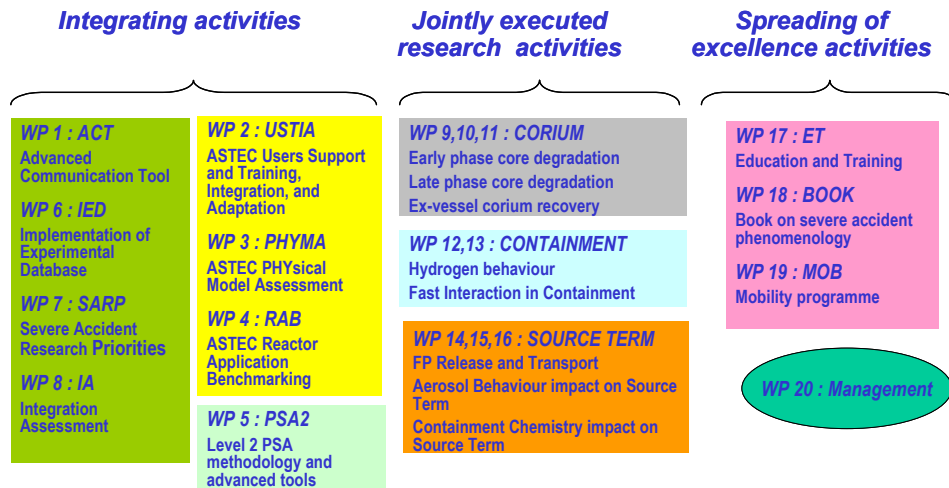 Integrating activities
Jointly executed
research activities
Spreading of
excellence activities
WP 1 : ACT
Advanced
Communication Tool
WP 6 : IED
Implementation of
Experimental
Database
WP 7 : SARP
Severe Accident
Research Priorities
WP 8 : IA
Integration
Assessment
WP 2 : USTIA
ASTEC Users Support
and Training,
Integration, and
Adaptation
WP 3 : PHYMA
ASTEC PHYsical
Model Assessment
WP 4 : RAB
ASTEC Reactor
Application
Benchmarking
WP 5 : PSA2
Level 2 PSA
methodology and
advanced tools
WP 9,10,11 : CORIUM
Early phase core degradation
Late phase core degradation
Ex-vessel corium recovery
WP 12,13 : CONTAINMENT
Hydrogen behaviour
Fast Interaction in Containment
WP 14,15,16 : SOURCE TERM
FP Release and Transport
Aerosol Behaviour impact on Source
Term
Containment Chemistry impact on
Source Term
WP 17 : ET
Education and Training
WP 18 : BOOK
Book on severe accident
phenomenology
WP 19 : MOB
Mobility programme
WP 20 : Management